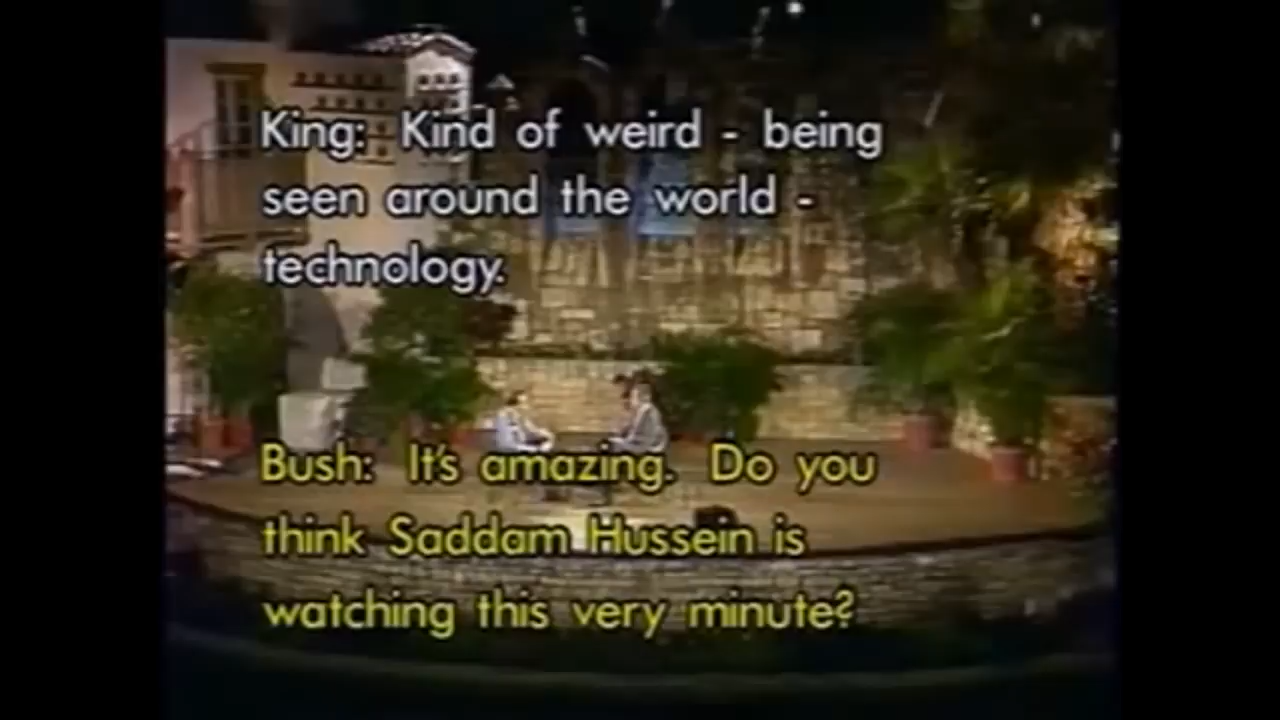 King: Kind of weird - being
seen around the world -
technology.
Bush: It's amazing. Do you
think Saddam Hussein is
watching this very minute?